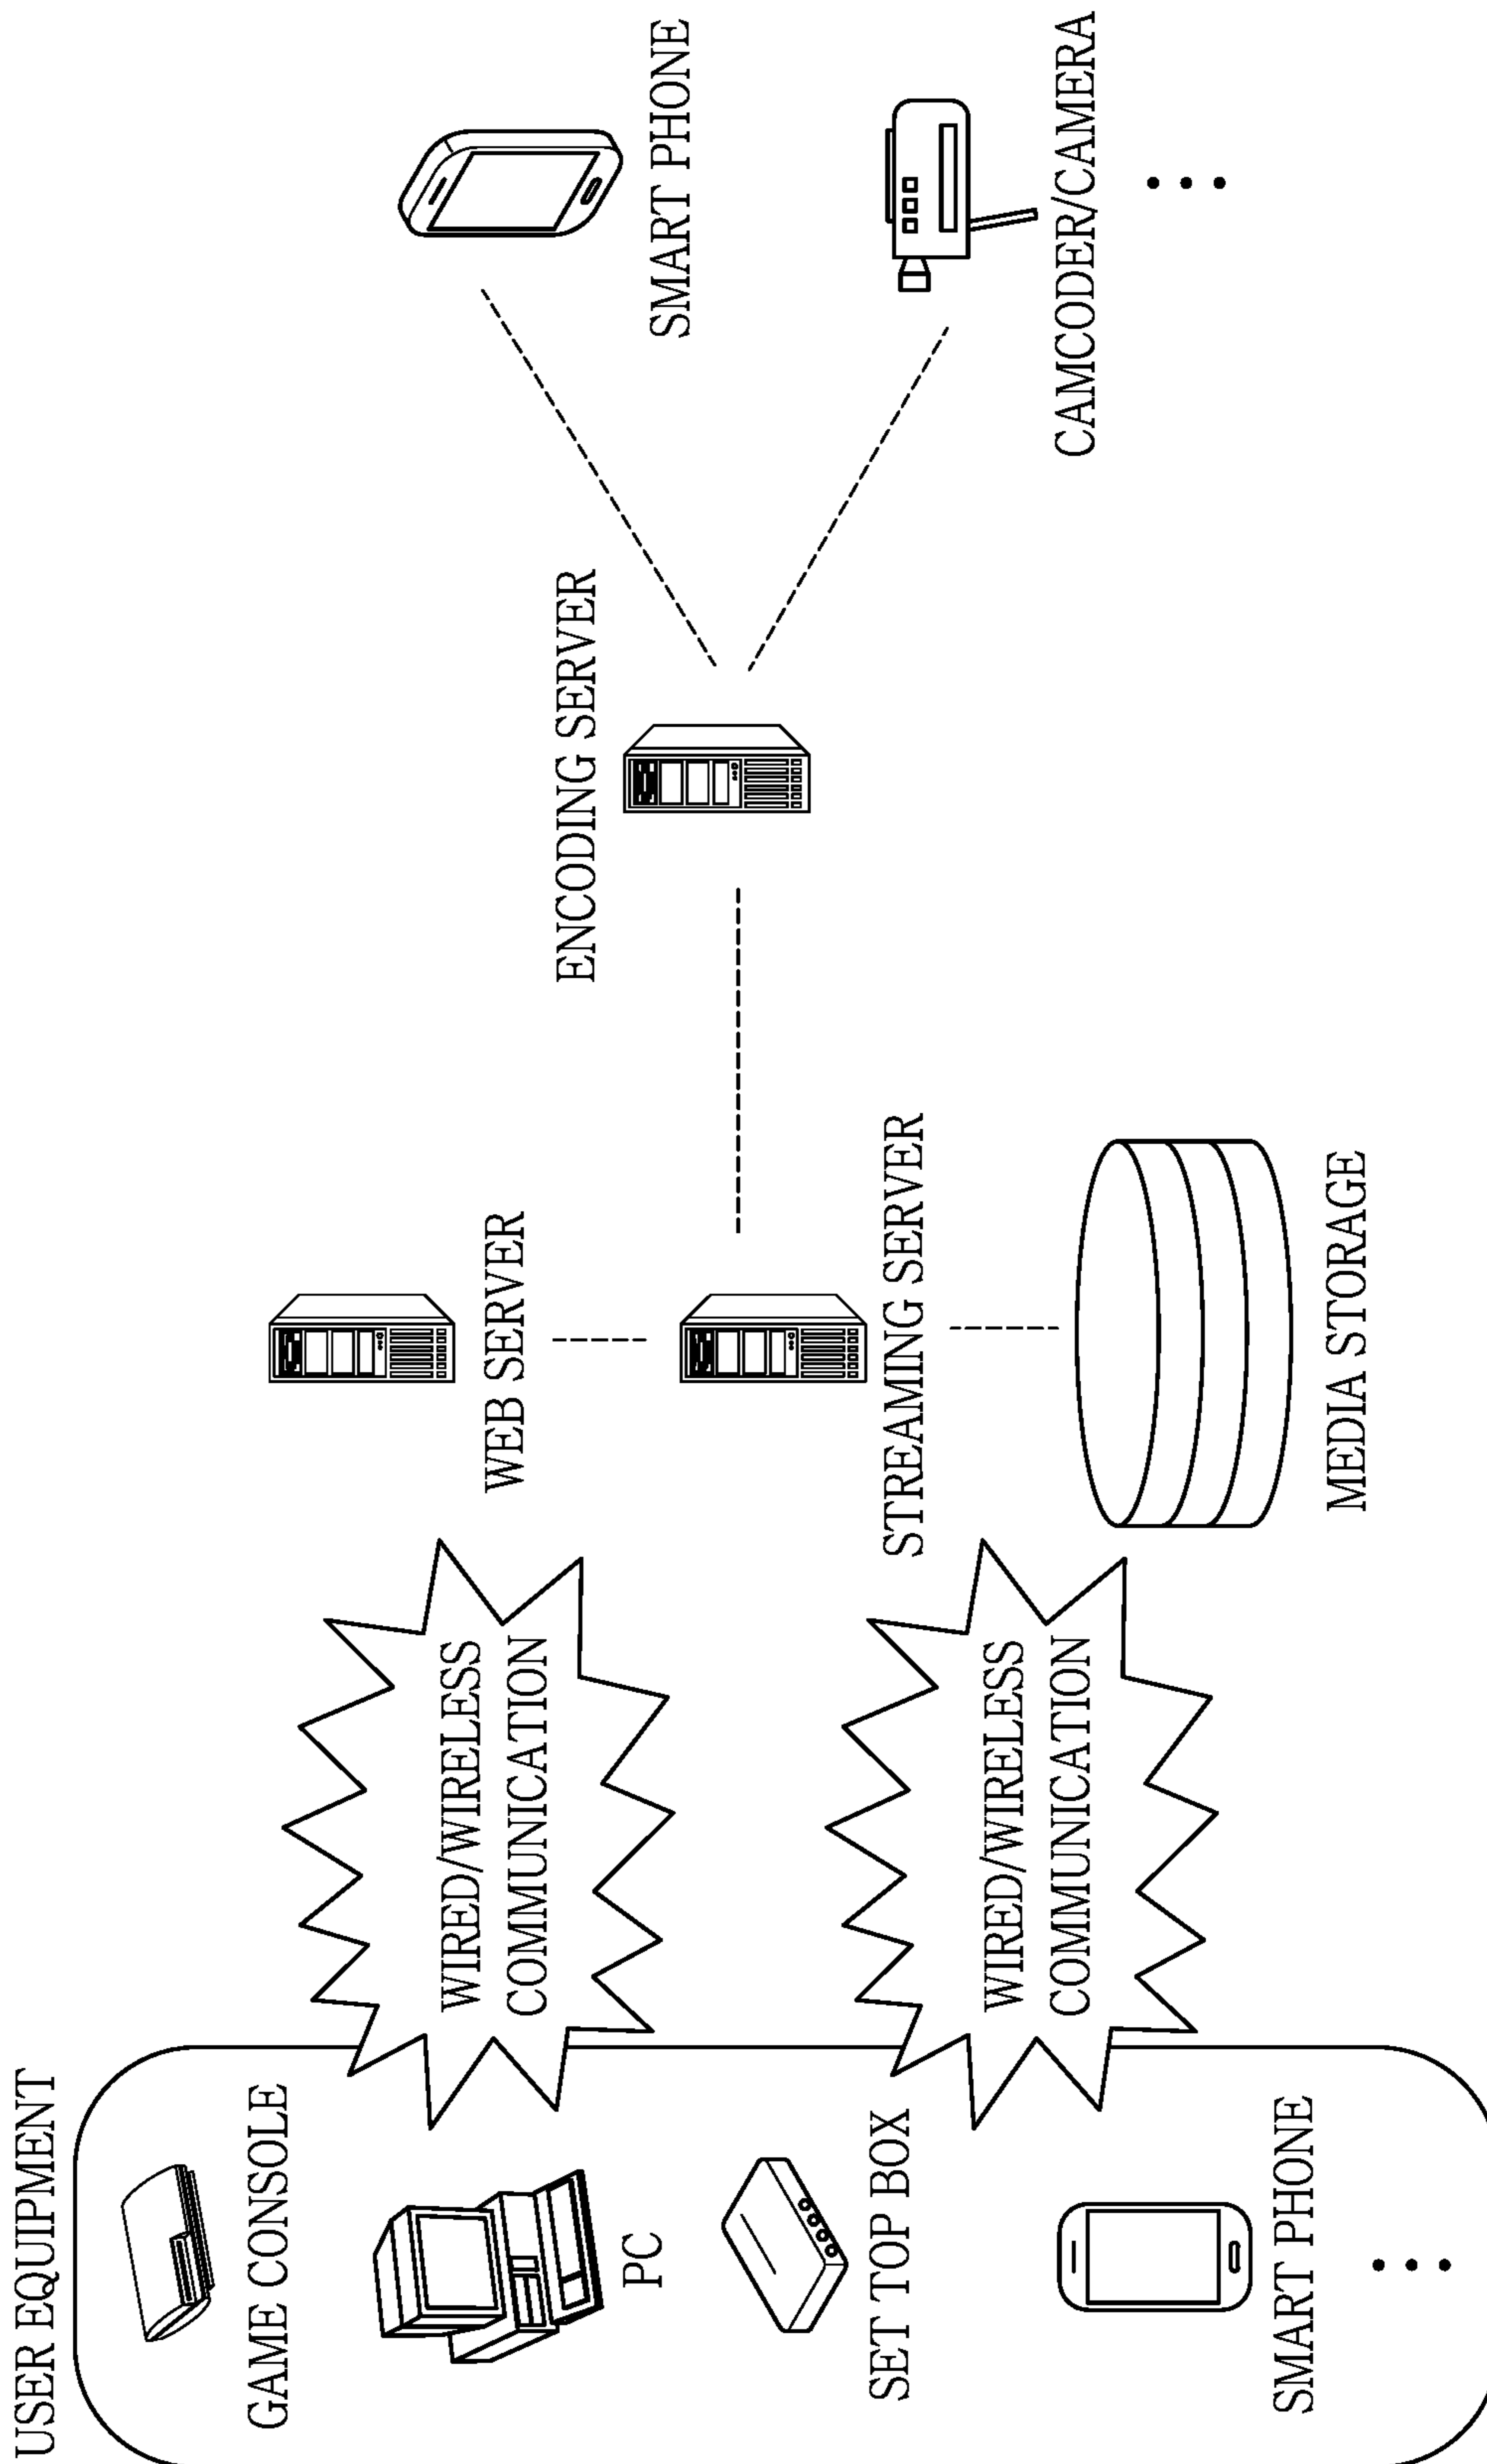 USER EQUIPMENT
GAME CONSOLE
PC
SET TOP BOX
SMART PHONE
WIRED/WIRELESS
COMMUNICATION
WIRED/WIRELESS
COMMUNICATION
WEB SERVER
STREAMING SERVER
MEDIA STORAGE
ENCODING SERVER
SMART PHONE
CAMCODER/CAMERA